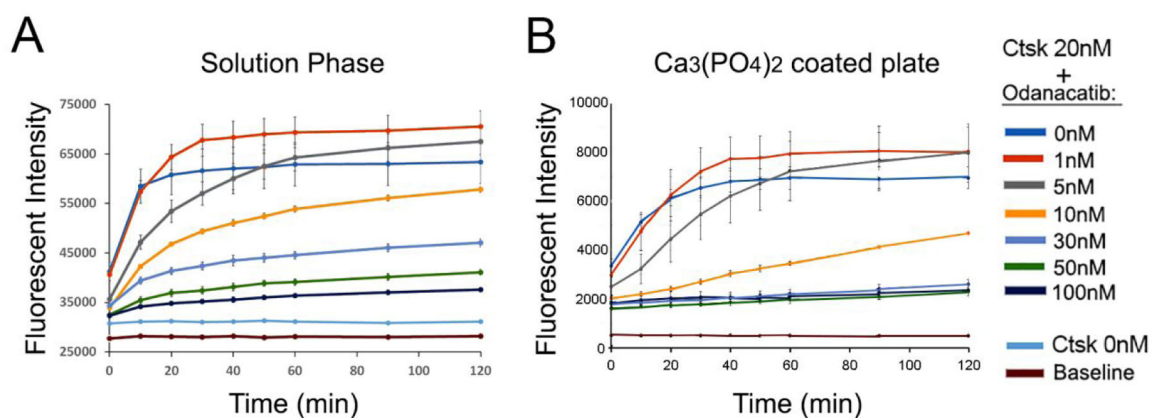 A
Solution Phase
Fluorescent Intensity
75000
65000
55000
45000
35000
25000
0 20 40 60 80 100 120
Time (min)
B
Ca3(PO4)2 coated plate
Fluorescent Intensity
10000
8000
6000
4000
2000
0
0 20 40 60 80 100 120
Time (min)
Ctsk 20nM
+
Odanacatib:
0nM
1nM
5nM
10nM
30nM
50nM
100nM
Ctsk 0nM
Baseline